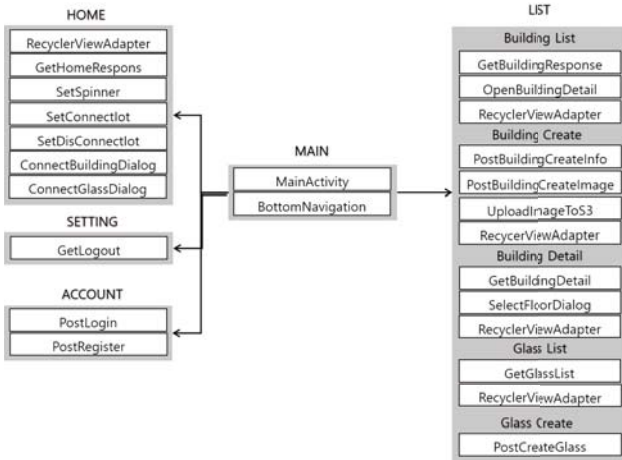 HOME
RecyclerViewAdapter
GetHomeRespons
SetSpinner
SetConnectIot
SetDisConnectIot
ConnectBuildingDialog
ConnectGlassDialog
SETTING
GetLogout
ACCOUNT
PostLogin
PostRegister
MAIN
MainActivity
BottomNavigation
LIST
Building List
GetBuildingResponse
OpenBuildingDetail
RecyclerViewAdapter
Building Create
PostBuildingCreateInfo
PostBuildingCreateImage
UploadImageToS3
RecycerViewAdapter
Building Detail
GetBuildingDetail
SelectFloorDialog
RecyclerViewAdapter
Glass List
GetGlassList
RecyclerViewAdapter
Glass Create
PostCreateGlass